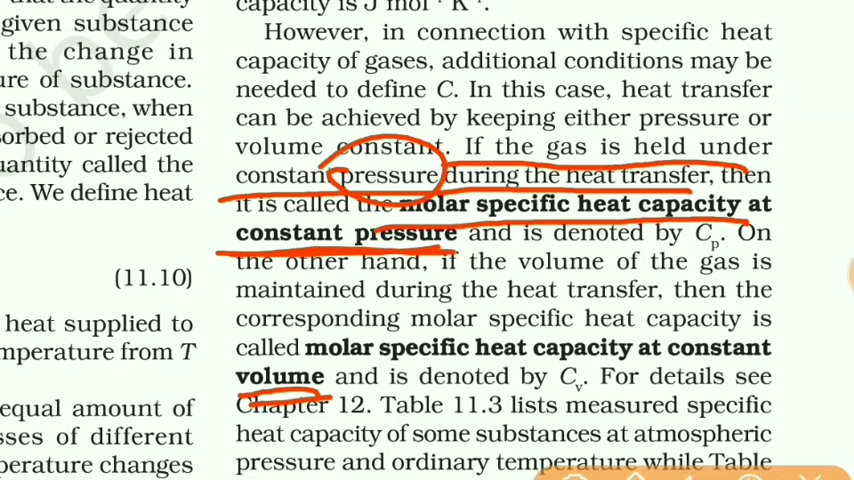 that the quantity
given substance
the change in
ure of substance.
substance, when
sorbed or rejected
uantity called the
ce. We define heat
(11.10)
heat supplied to
mperature from T
equal amount of
sses of different
perature changes
capacity is J mol⁻¹ K⁻¹.
However, in connection with specific heat
capacity of gases, additional conditions may be
needed to define C. In this case, heat transfer
can be achieved by keeping either pressure or
volume constant. If the gas is held under
constant pressure during the heat transfer, then
it is called the molar specific heat capacity at
constant pressure and is denoted by Cp. On
the other hand, if the volume of the gas is
maintained during the heat transfer, then the
corresponding molar specific heat capacity is
called molar specific heat capacity at constant
volume and is denoted by Cv. For details see
Chapter 12. Table 11.3 lists measured specific
heat capacity of some substances at atmospheric
pressure and ordinary temperature while Table